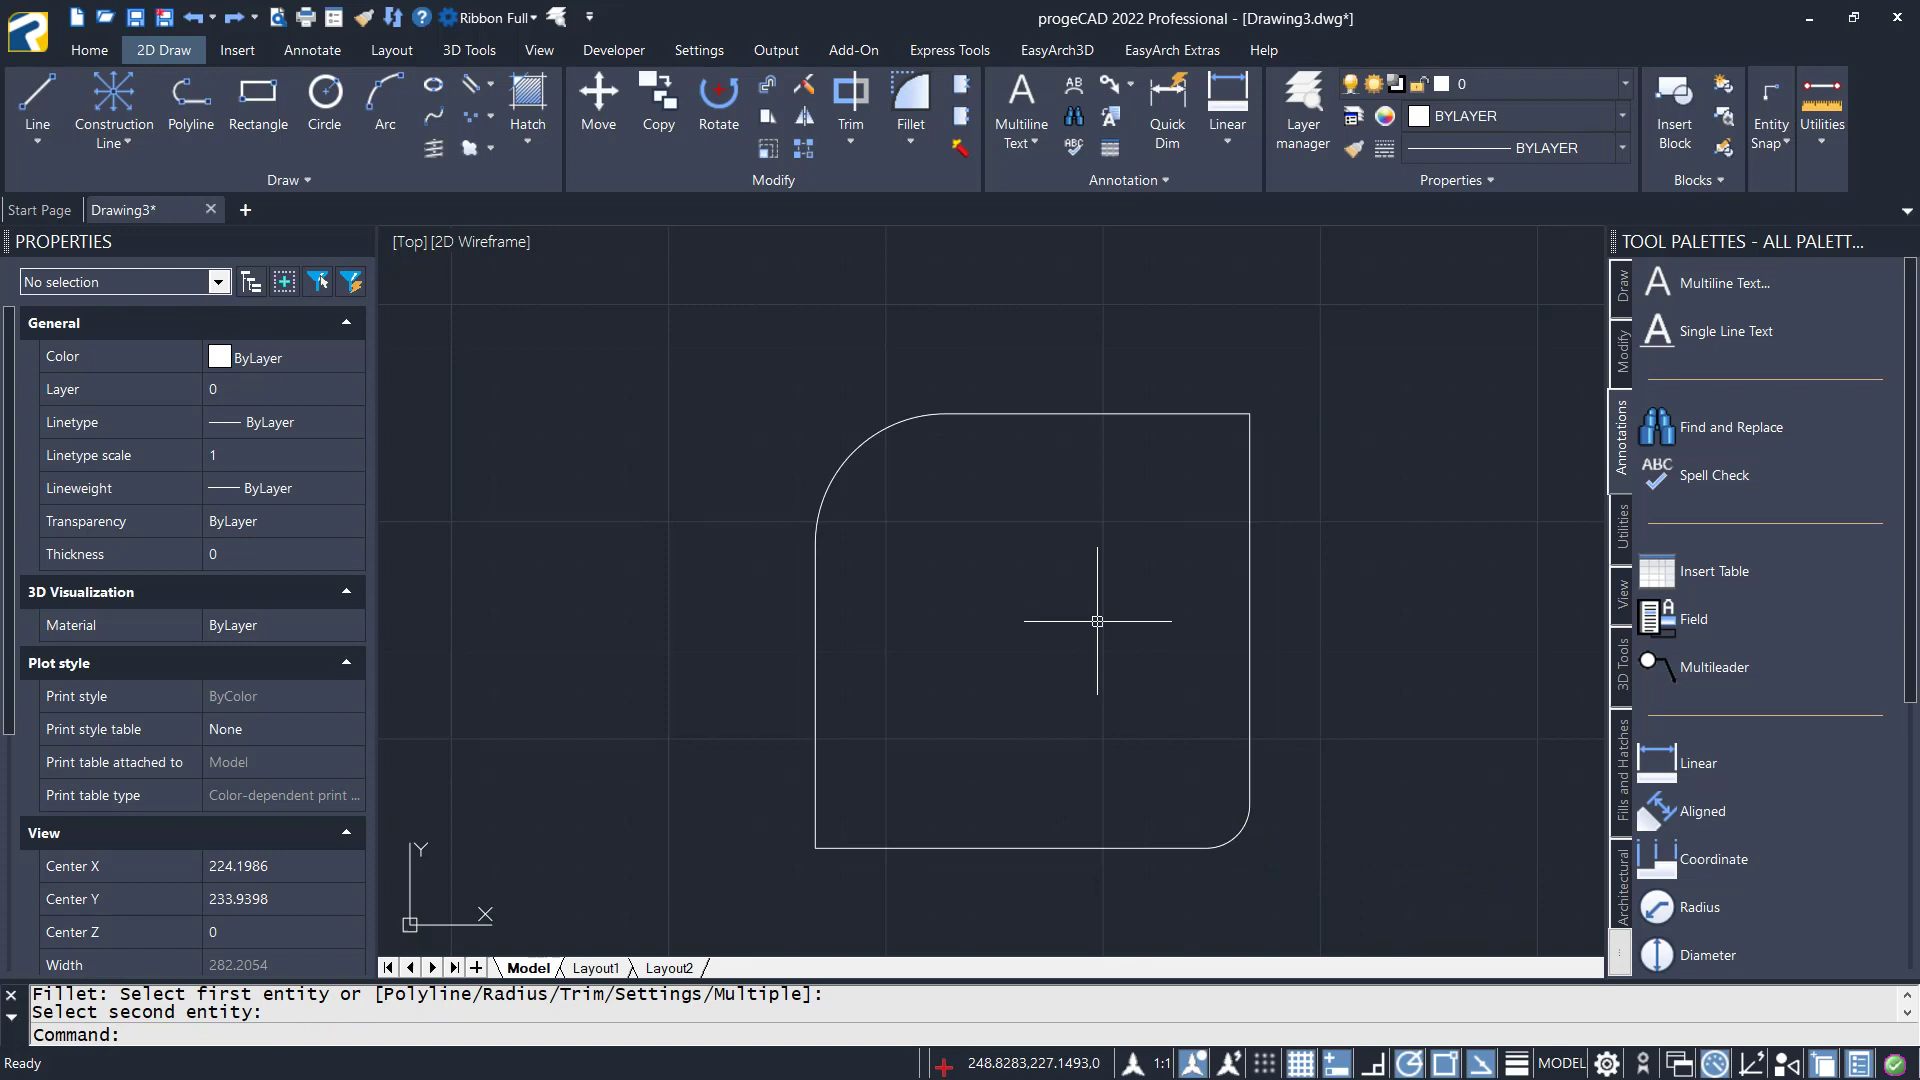 Ribbon Full
progeCAD 2022 Professional - [Drawing3.dwg*]
Home 2D Draw Insert Annotate Layout 3D Tools View Developer Settings Output Add-On Express Tools EasyArch3D EasyArch Extras Help
Line Construction Line Polyline Rectangle Circle Arc Hatch
Move Copy Rotate Trim Fillet
Multiline Text Quick Dim Linear
Layer manager
0
BYLAYER
BYLAYER
Insert Block
Entity Snap
Utilities
Draw Modify Annotation Properties Blocks
Start Page Drawing3*
PROPERTIES
[Top] [2D Wireframe]
TOOL PALETTES - ALL PALETT...
No selection
General
Color ByLayer
Layer 0
Linetype ByLayer
Linetype scale 1
Lineweight ByLayer
Transparency ByLayer
Thickness 0
3D Visualization
Material ByLayer
Plot style
Print style ByColor
Print style table None
Print table attached to Model
Print table type Color-dependent print ...
View
Center X 224.1986
Center Y 233.9398
Center Z 0
Width 282.2054
Y
X
Draw
Modify
Annotations
Utilities
View
3D Tools
Fills and Hatches
Architectural
Multiline Text...
Single Line Text
Find and Replace
ABC
Spell Check
Insert Table
Field
Multileader
Linear
Aligned
Coordinate
Radius
Diameter
Model Layout1 Layout2
Fillet: Select first entity or [Polyline/Radius/Trim/Settings/Multiple]:
Select second entity:
Command:
Ready
248.8283,227.1493,0
1:1
MODEL